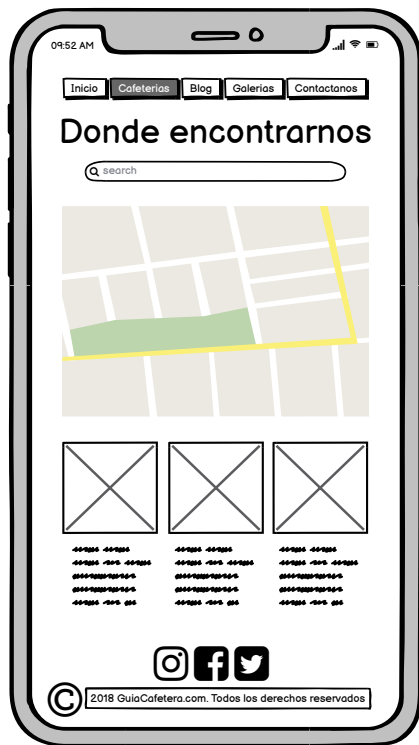 09:52 AM
Inicio Cafeterias Blog Galerias Contactanos
Donde encontrarnos
search
© 2018 GuiaCafetera.com. Todos los derechos reservados